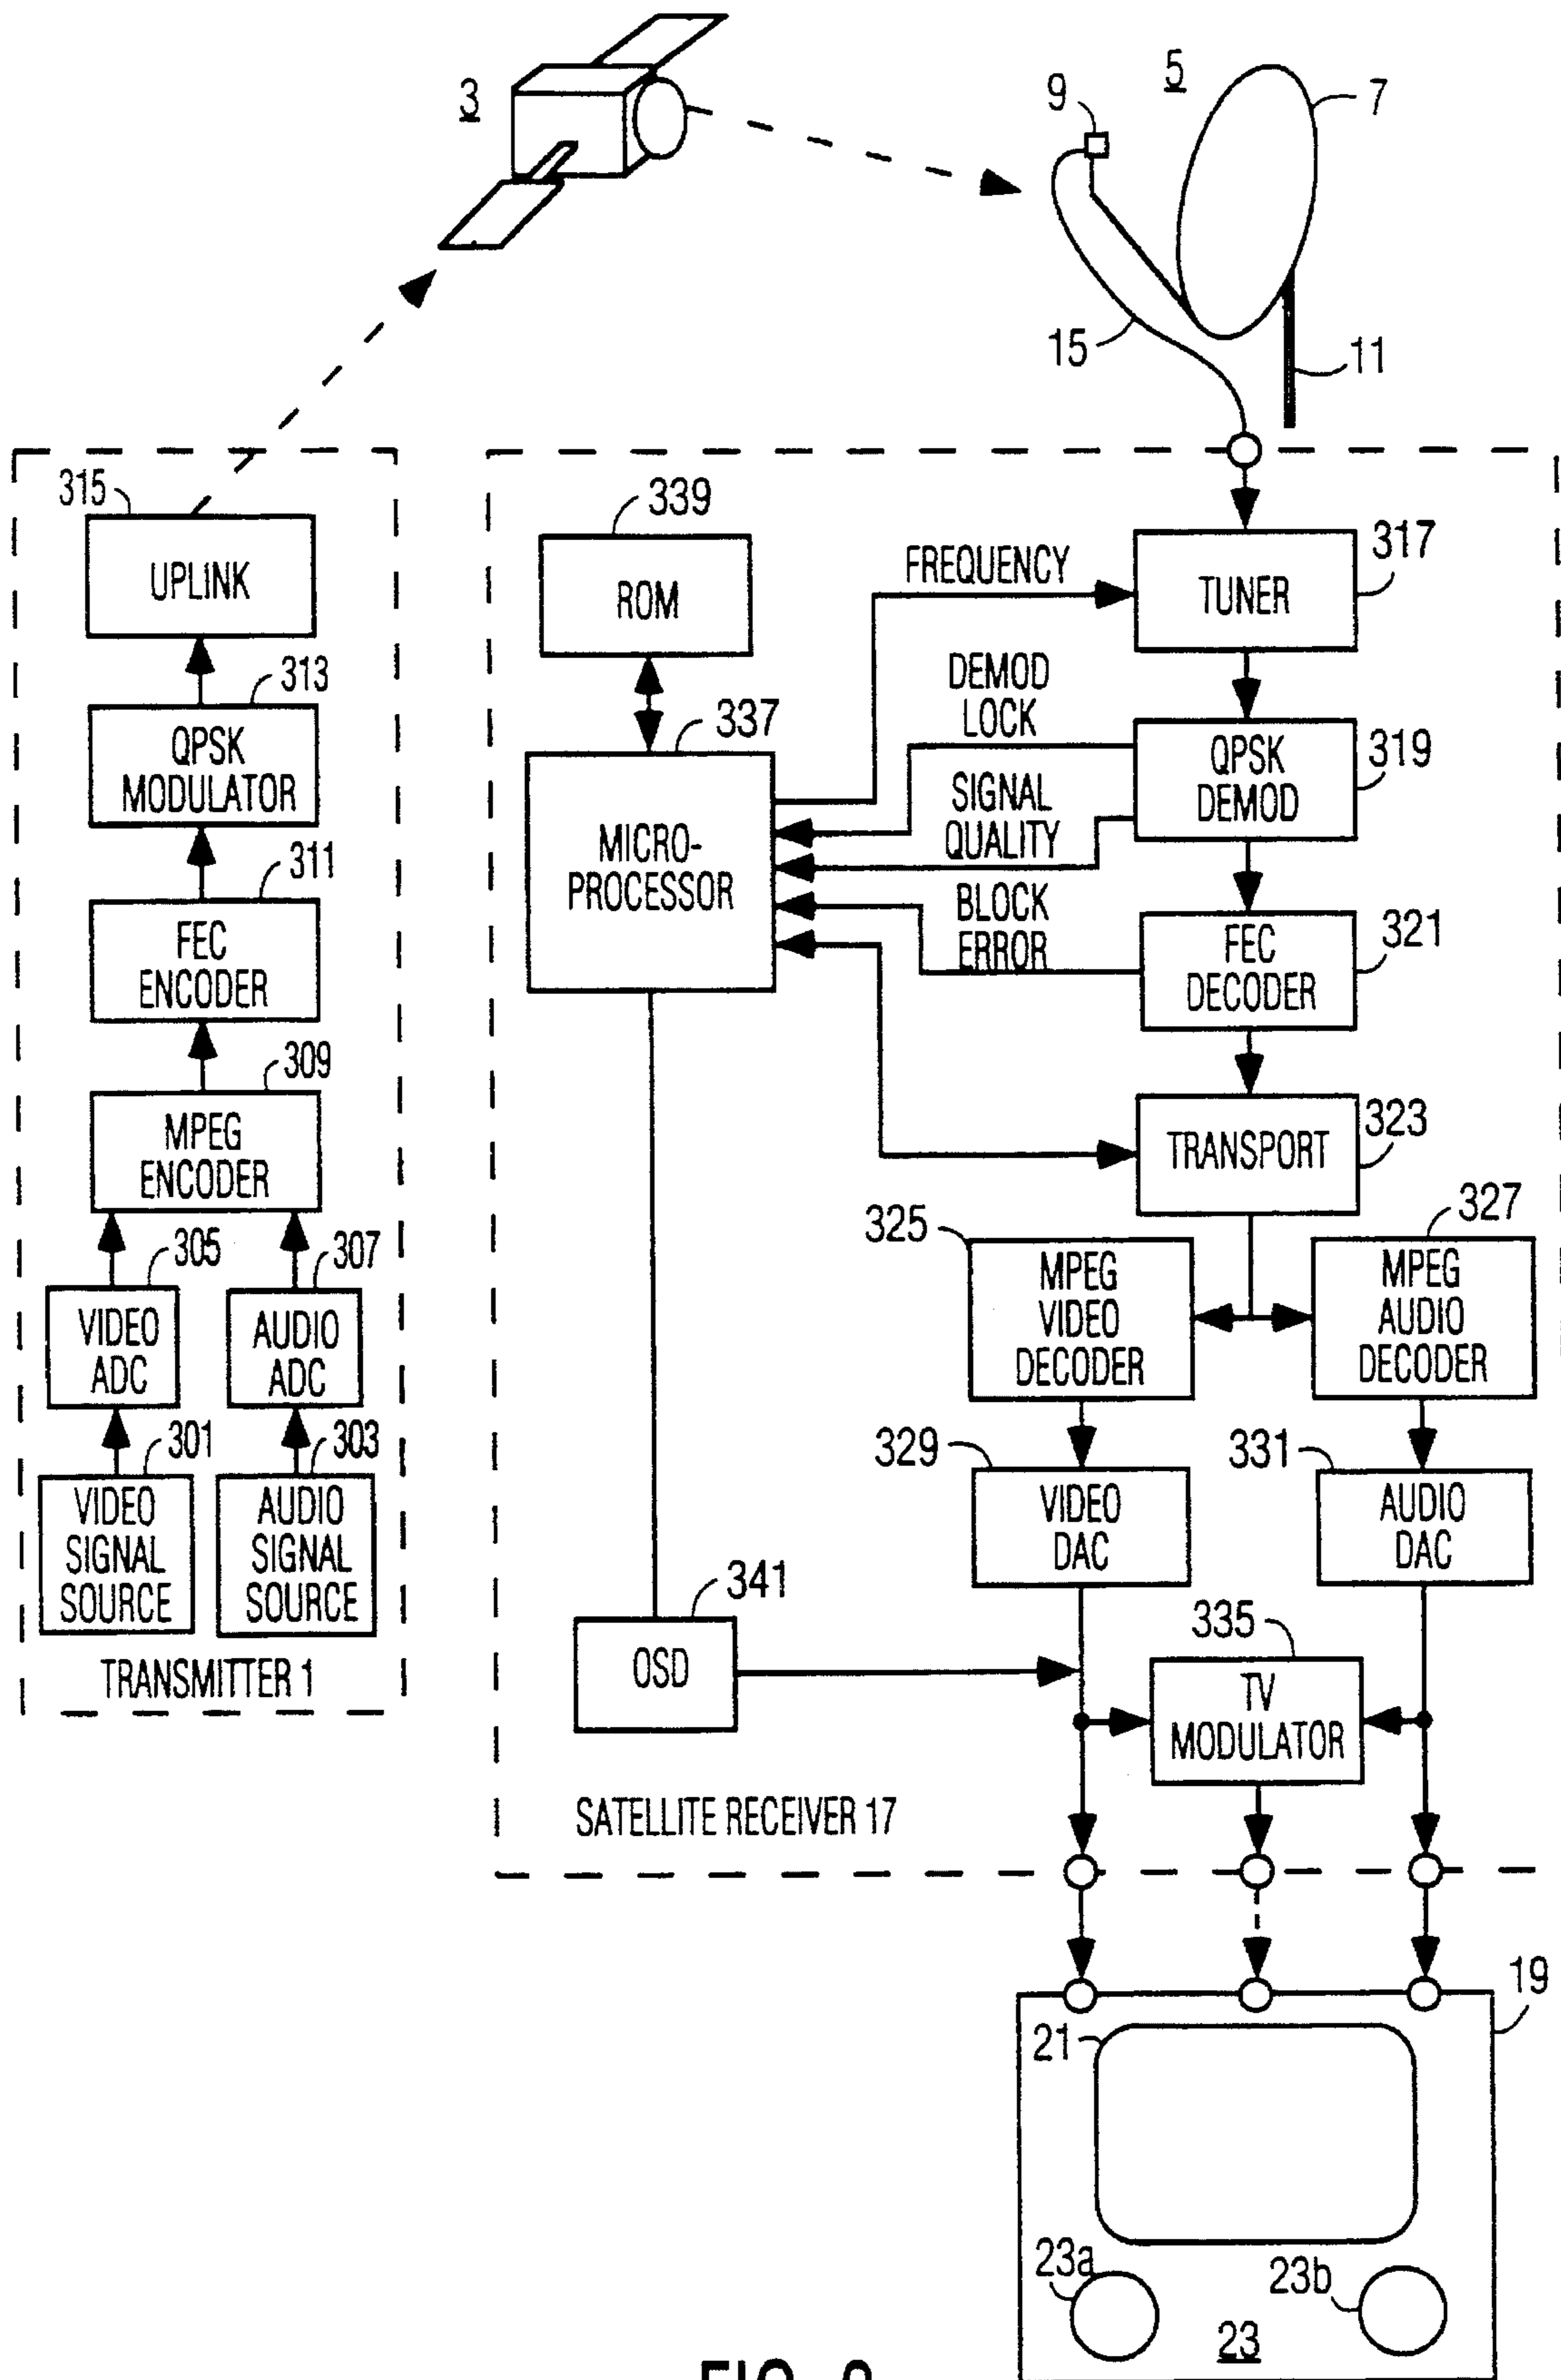 3
5
9
7
15
11
315
UPLINK
313
QPSK
MODULATOR
311
FEC
ENCODER
309
MPEG
ENCODER
305
307
VIDEO
ADC
AUDIO
ADC
301
303
VIDEO
SIGNAL
SOURCE
AUDIO
SIGNAL
SOURCE
TRANSMITTER 1
339
ROM
FREQUENCY
317
TUNER
DEMOD
LOCK
337
MICRO-
PROCESSOR
319
QPSK
DEMOD
SIGNAL
QUALITY
BLOCK
ERROR
321
FEC
DECODER
323
TRANSPORT
325
MPEG
VIDEO
DECODER
327
MPEG
AUDIO
DECODER
329
VIDEO
DAC
331
AUDIO
DAC
341
OSD
335
TV
MODULATOR
SATELLITE RECEIVER 17
19
21
23a
23b
23